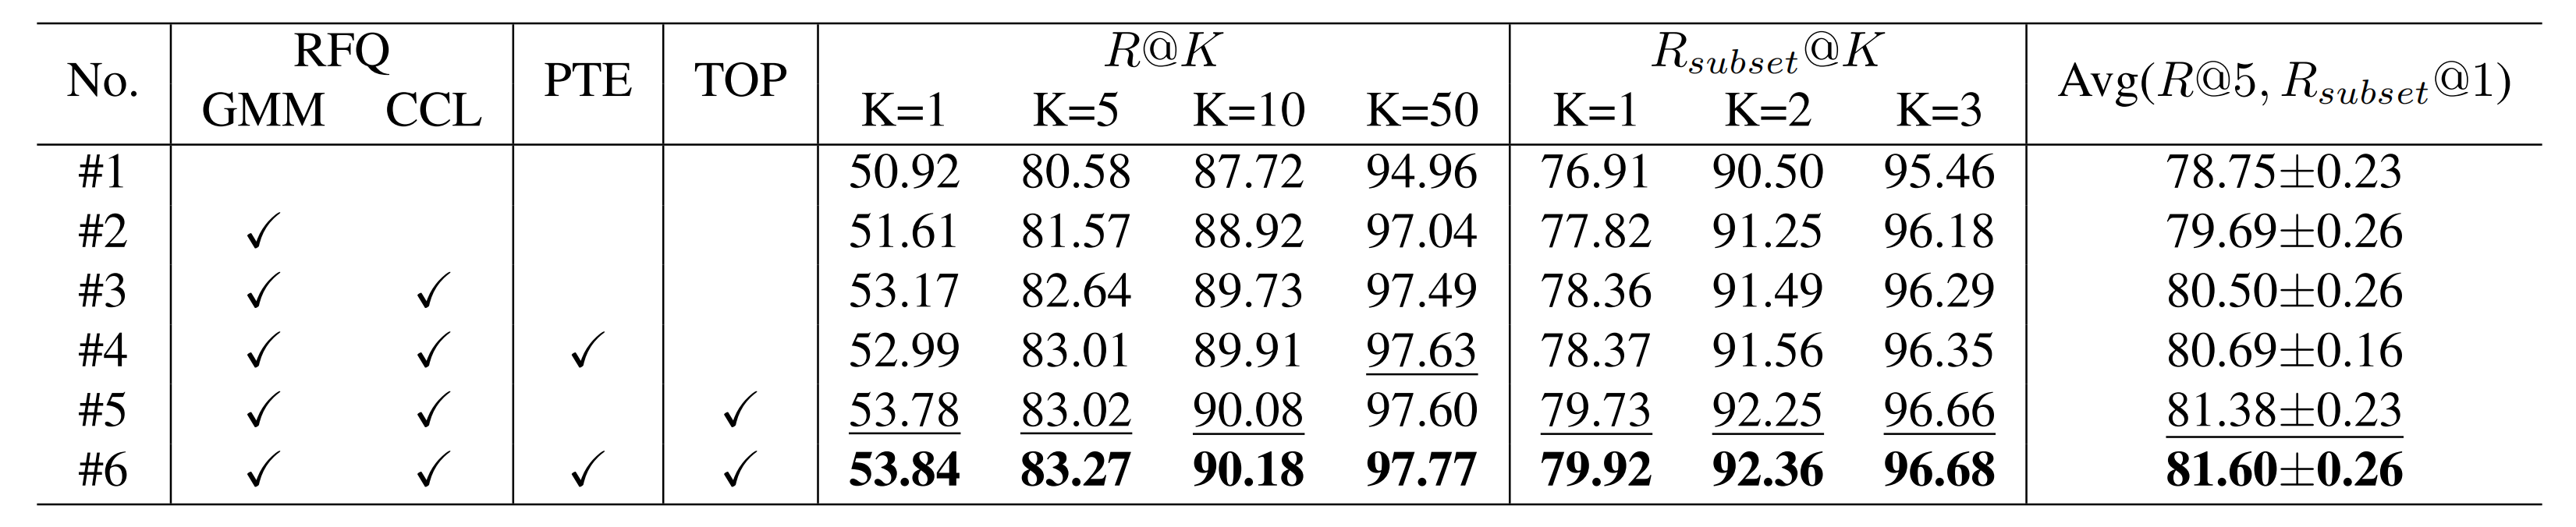 No. RFQ PTE TOP R@K R_subset@K Avg(R@5, R_subset@1)
GMM CCL K=1 K=5 K=10 K=50 K=1 K=2 K=3
#1 50.92 80.58 87.72 94.96 76.91 90.50 95.46 78.75±0.23
#2 ✓ 51.61 81.57 88.92 97.04 77.82 91.25 96.18 79.69±0.26
#3 ✓ ✓ 53.17 82.64 89.73 97.49 78.36 91.49 96.29 80.50±0.26
#4 ✓ ✓ ✓ 52.99 83.01 89.91 97.63 78.37 91.56 96.35 80.69±0.16
#5 ✓ ✓ ✓ 53.78 83.02 90.08 97.60 79.73 92.25 96.66 81.38±0.23
#6 ✓ ✓ ✓ ✓ 53.84 83.27 90.18 97.77 79.92 92.36 96.68 81.60±0.26